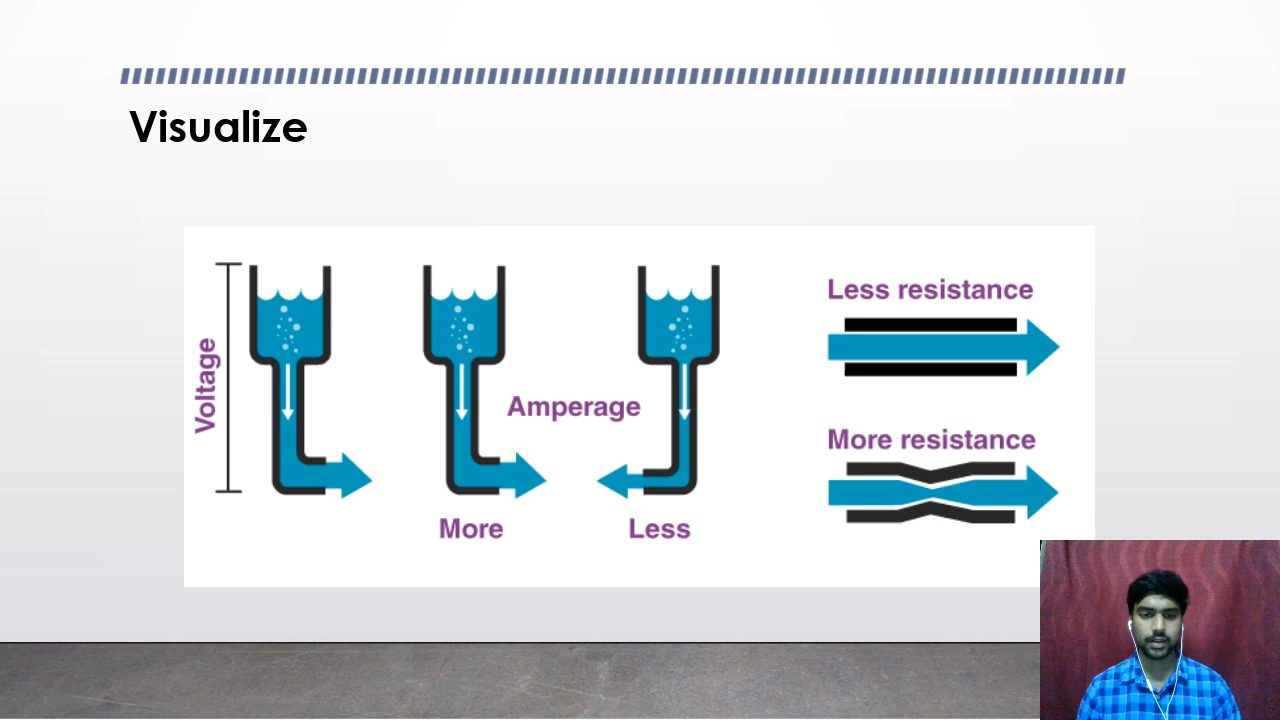 Visualize
Voltage
Amperage
More
Less
Less resistance
More resistance